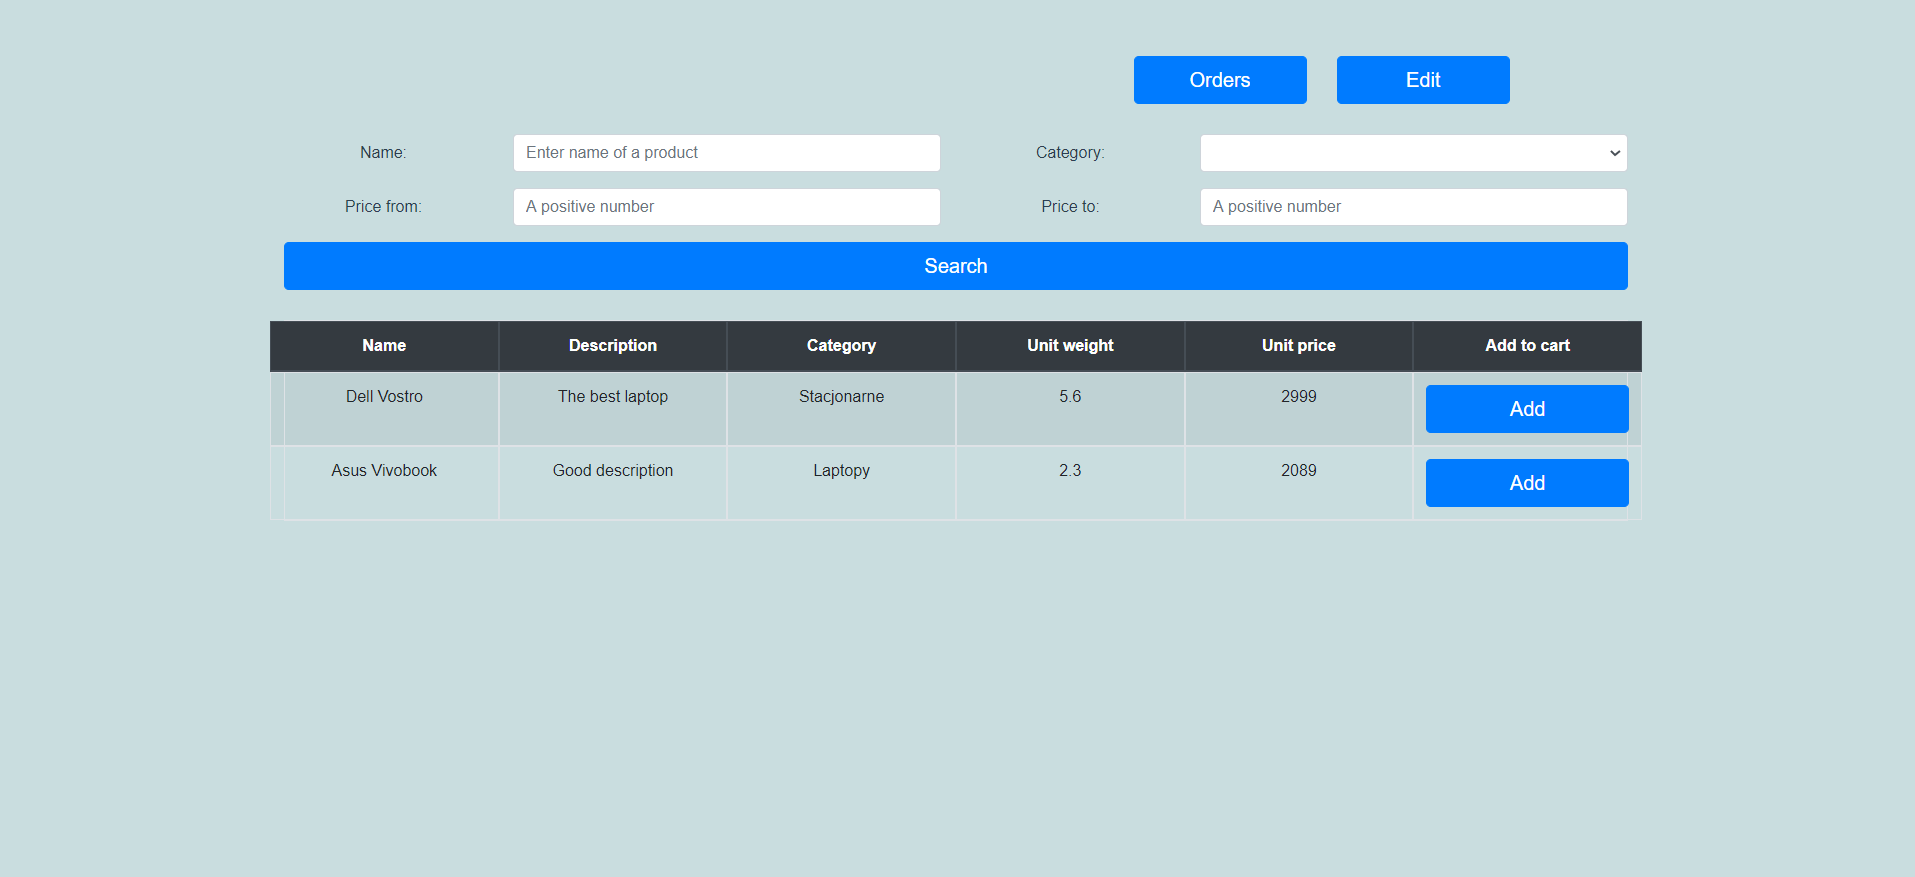 Orders Edit
Name: Enter name of a product Category:
Price from: A positive number Price to: A positive number
Search
Name Description Category Unit weight Unit price Add to cart
Dell Vostro The best laptop Stacjonarne 5.6 2999 Add
Asus Vivobook Good description Laptopy 2.3 2089 Add